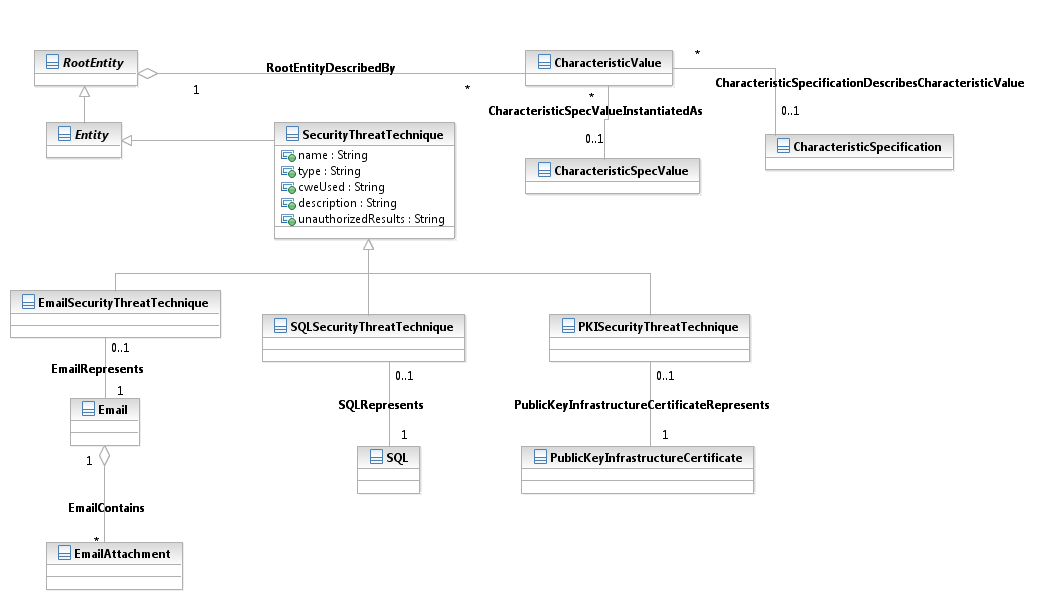 RootEntity
RootEntityDescribedBy
1
*
CharacteristicValue
*
CharacteristicSpecificationDescribesCharacteristicValue
0..1
*
CharacteristicSpecValueInstantiatedAs
0..1
CharacteristicSpecValue
CharacteristicSpecification
Entity
SecurityThreatTechnique
name : String
type : String
cweUsed : String
description : String
unauthorizedResults : String
EmailSecurityThreatTechnique
SQLSecurityThreatTechnique
PKISecurityThreatTechnique
0..1
EmailRepresents
1
Email
1
EmailContains
*
EmailAttachment
0..1
SQLRepresents
1
SQL
0..1
PublicKeyInfrastructureCertificateRepresents
1
PublicKeyInfrastructureCertificate